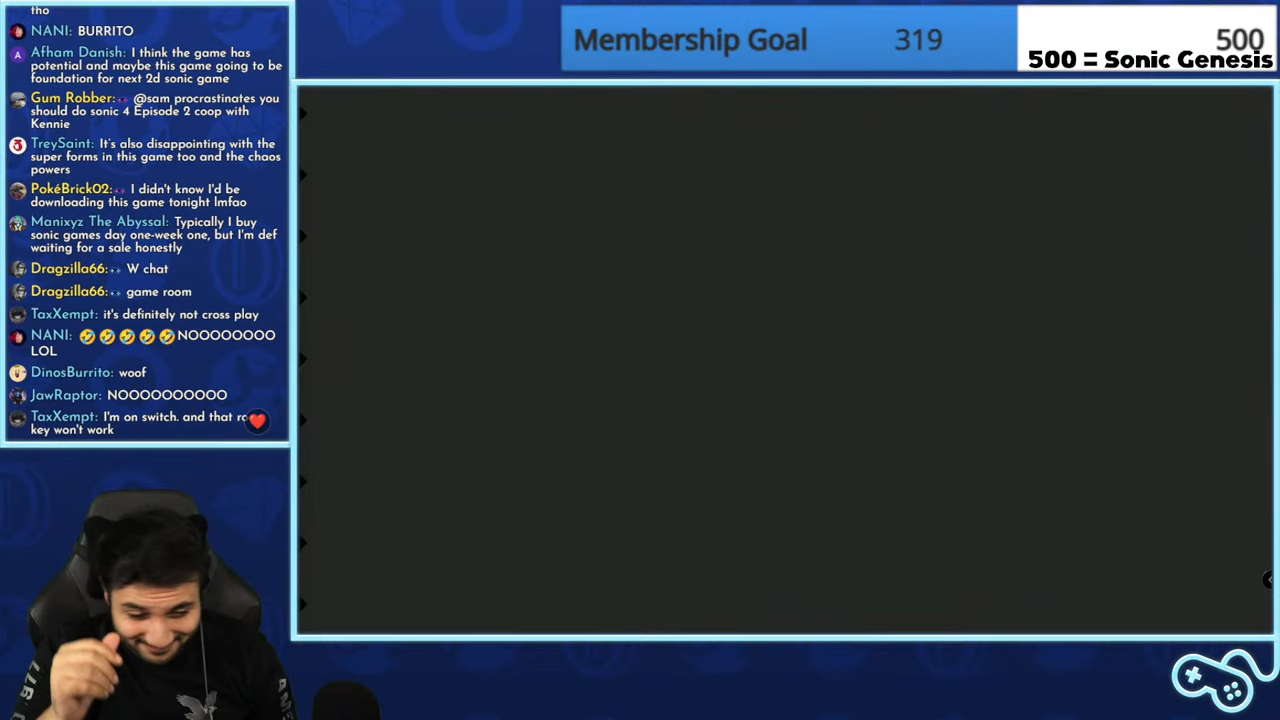 tho
NANI: BURRITO
Afham Danish: I think the game has
potential and maybe this game going to be
foundation for next 2d sonic game
Gum Robber: @sam procrastinates you
should do sonic 4 Episode 2 coop with
Kennie
TreySaint: It's also disappointing with the
super forms in this game too and the chaos
powers
PokéBrick02: I didn't know I'd be
downloading this game tonight lmfao
Manixyz The Abyssal: Typically I buy
sonic games day one-week one, but I'm def
waiting for a sale honestly
Dragzilla66: W chat
Dragzilla66: game room
TaxXempt: it's definitely not cross play
NANI: 🤣🤣🤣🤣🤣NOOOOOOOO
LOL
DinosBurrito: woof
JawRaptor: NOOOOOOOOOO
TaxXempt: I'm on switch. and that
key won't work
Membership Goal 319 500
500 = Sonic Genesis